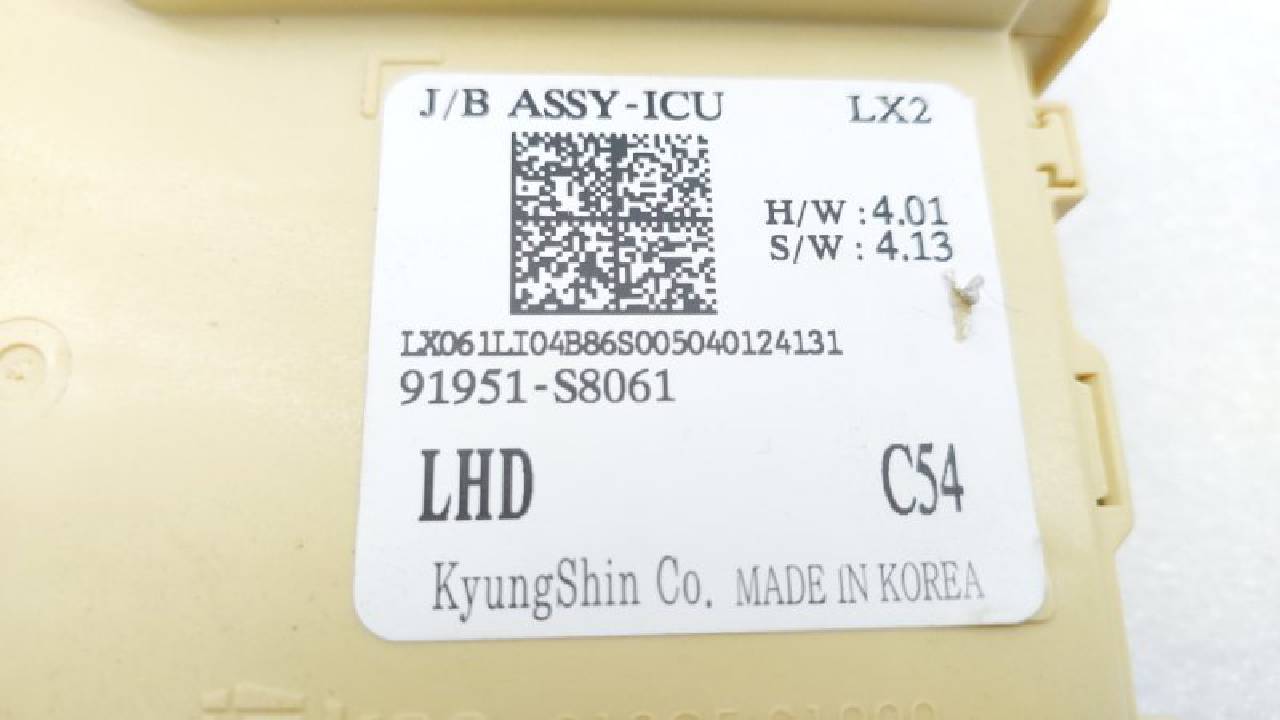 J/B ASSY-ICU LX2
H/W : 4.01
S/W : 4.13
LX061LI04B86S005040124131
91951-S8061
LHD C54
KyungShin Co. MADE IN KOREA